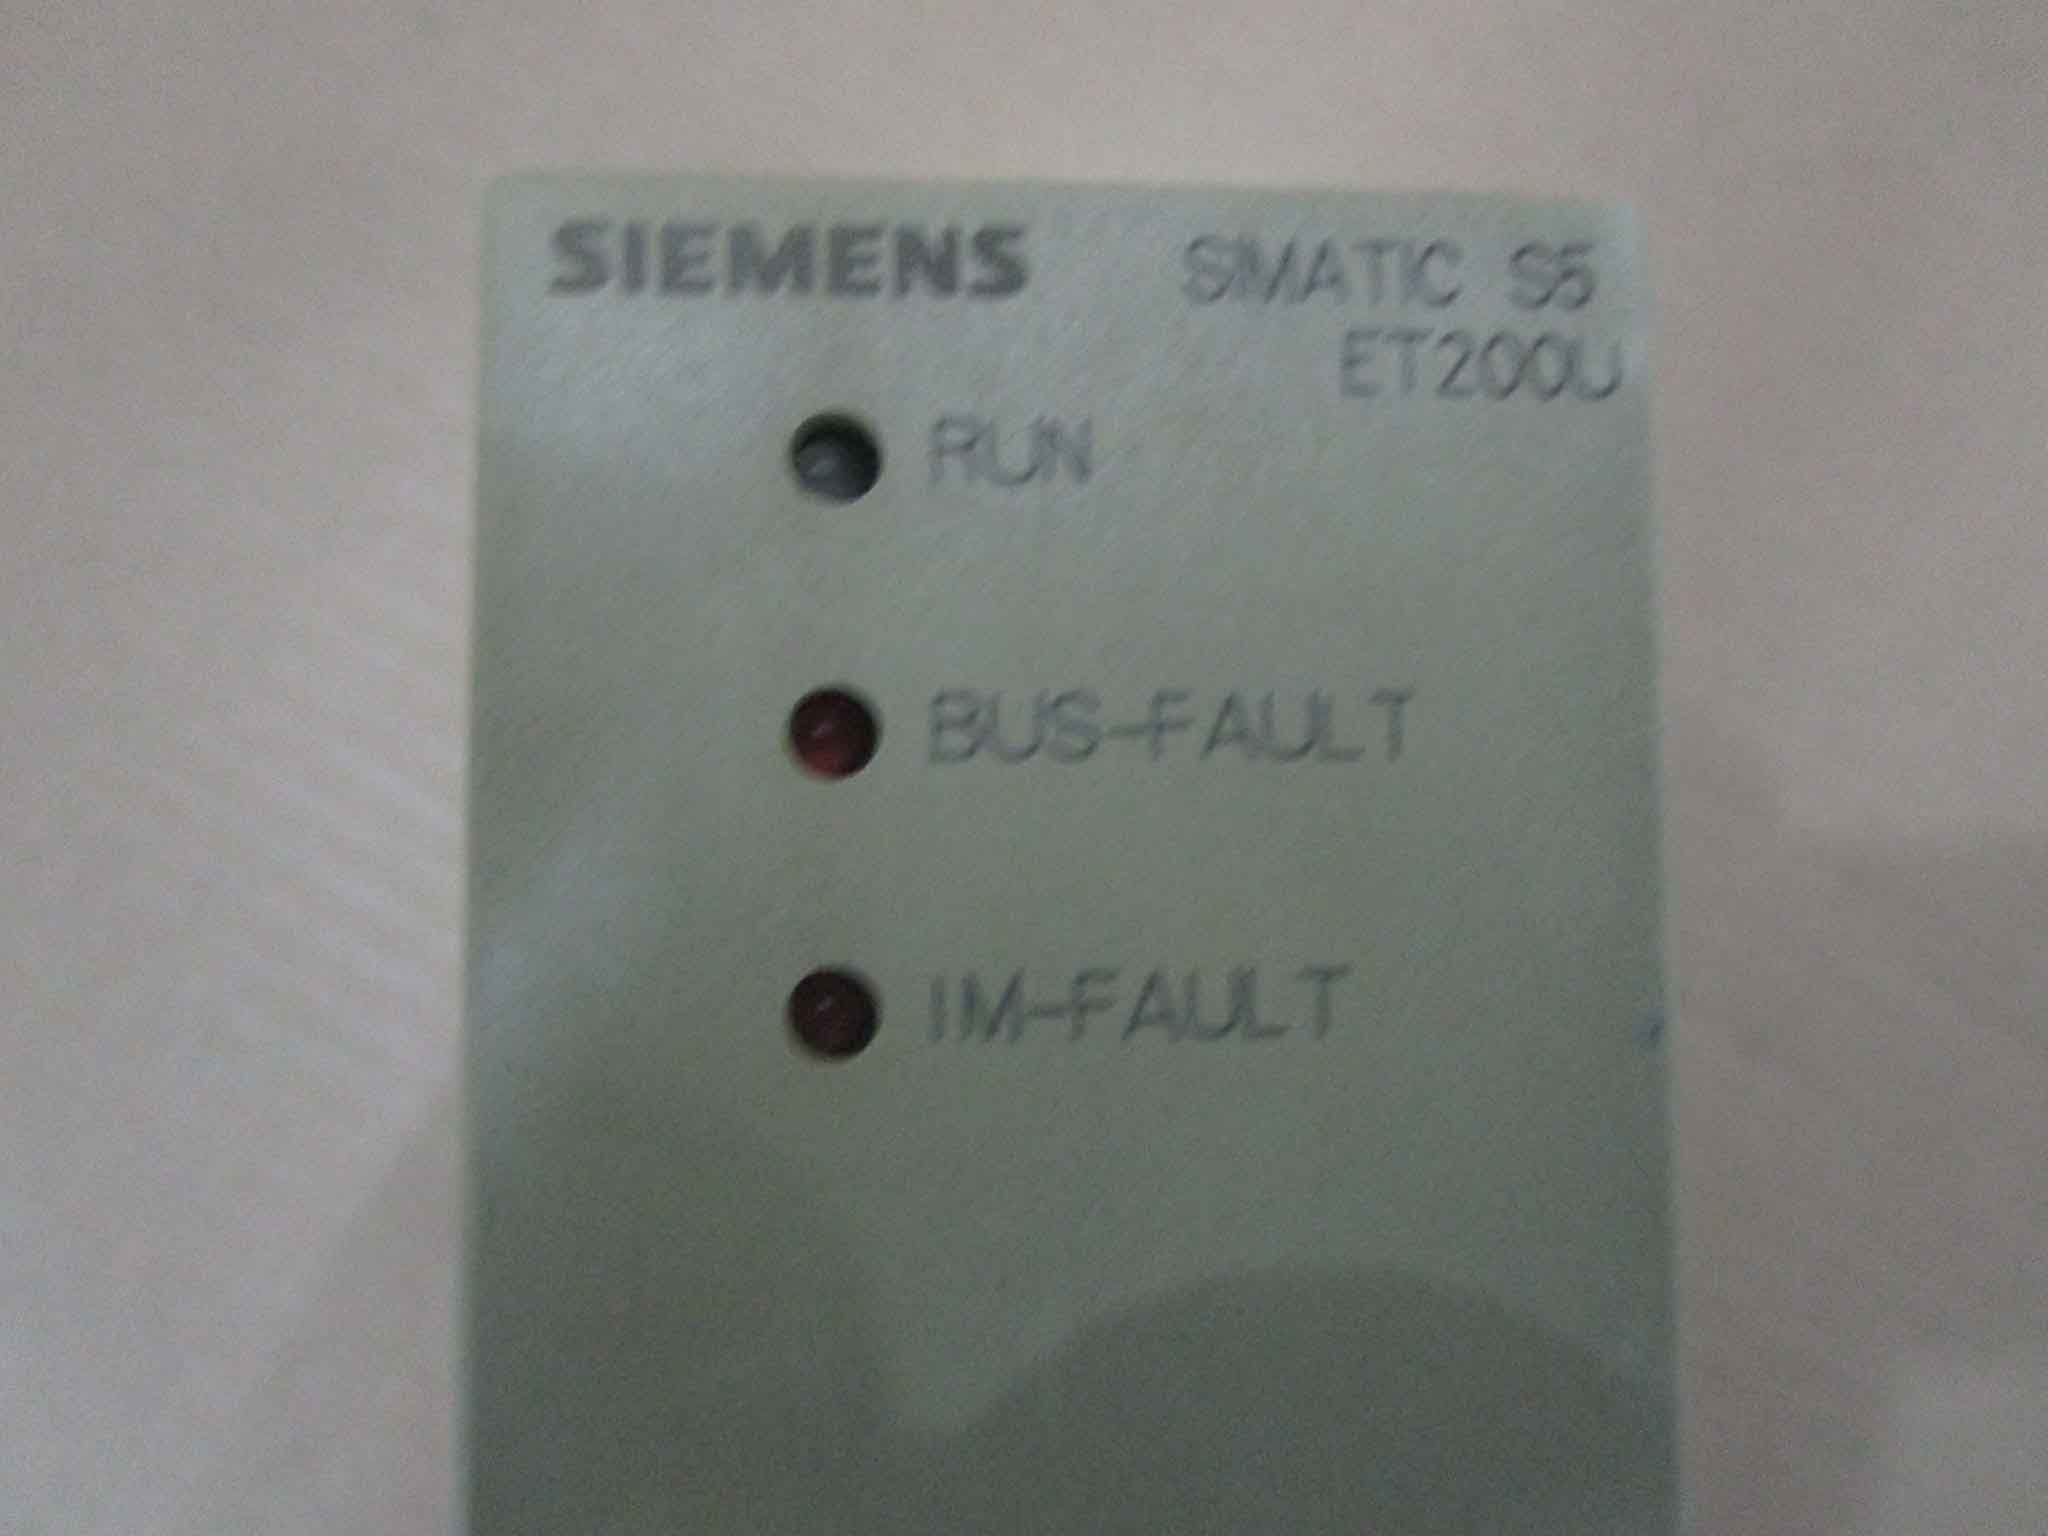 SIEMENS SIMATIC S5
ET200U
RUN
BUS-FAULT
IM-FAULT